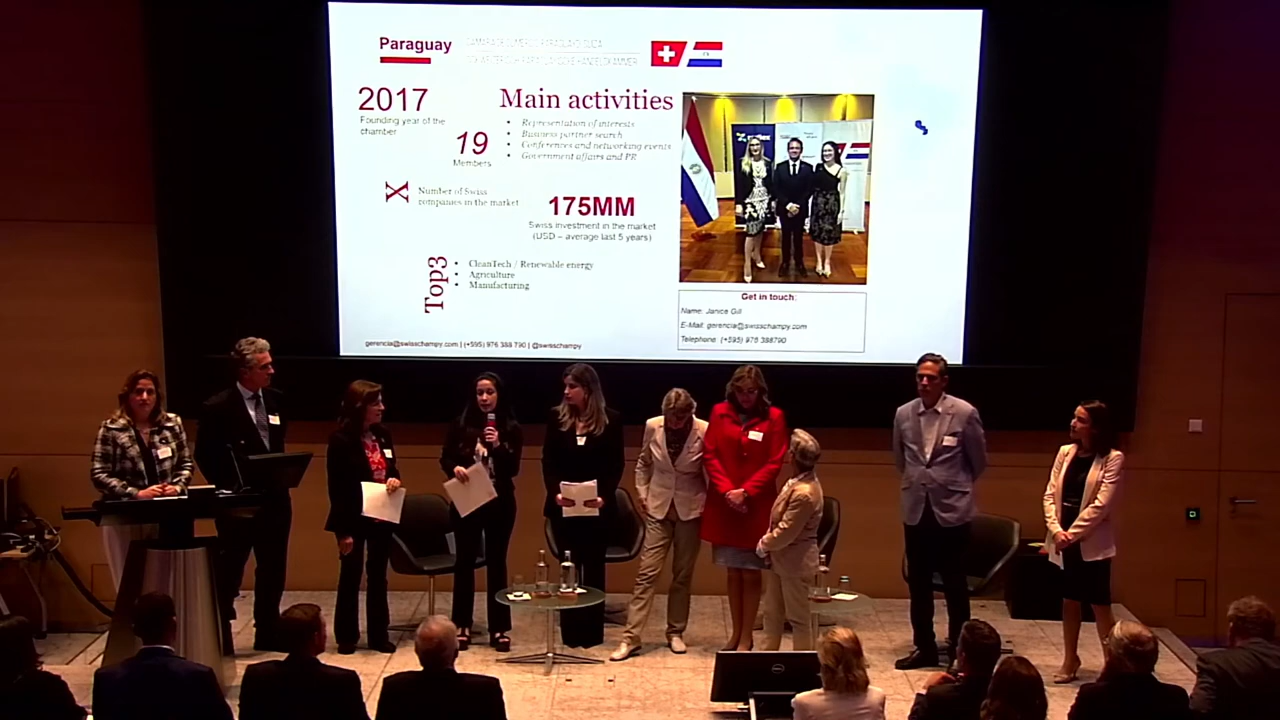 Paraguay
2017
Founding year of the
chamber
19
Members
Main activities
• Representation of interests
• Business partner search
• Conferences and networking events
• Government affairs and PR
X
Number of Swiss
companies in the market
175MM
Swiss investment in the market
(USD – average last 5 years)
Top3
• CleanTech / Renewable energy
• Agriculture
• Manufacturing
Get in touch:
Name: Janice Gill
E-Mail: gerencia@swisschampy.com
Telephone: (+595) 976 388790
gerencia@swisschampy.com | (+595) 976 388 790 | @swisschampy
DELL